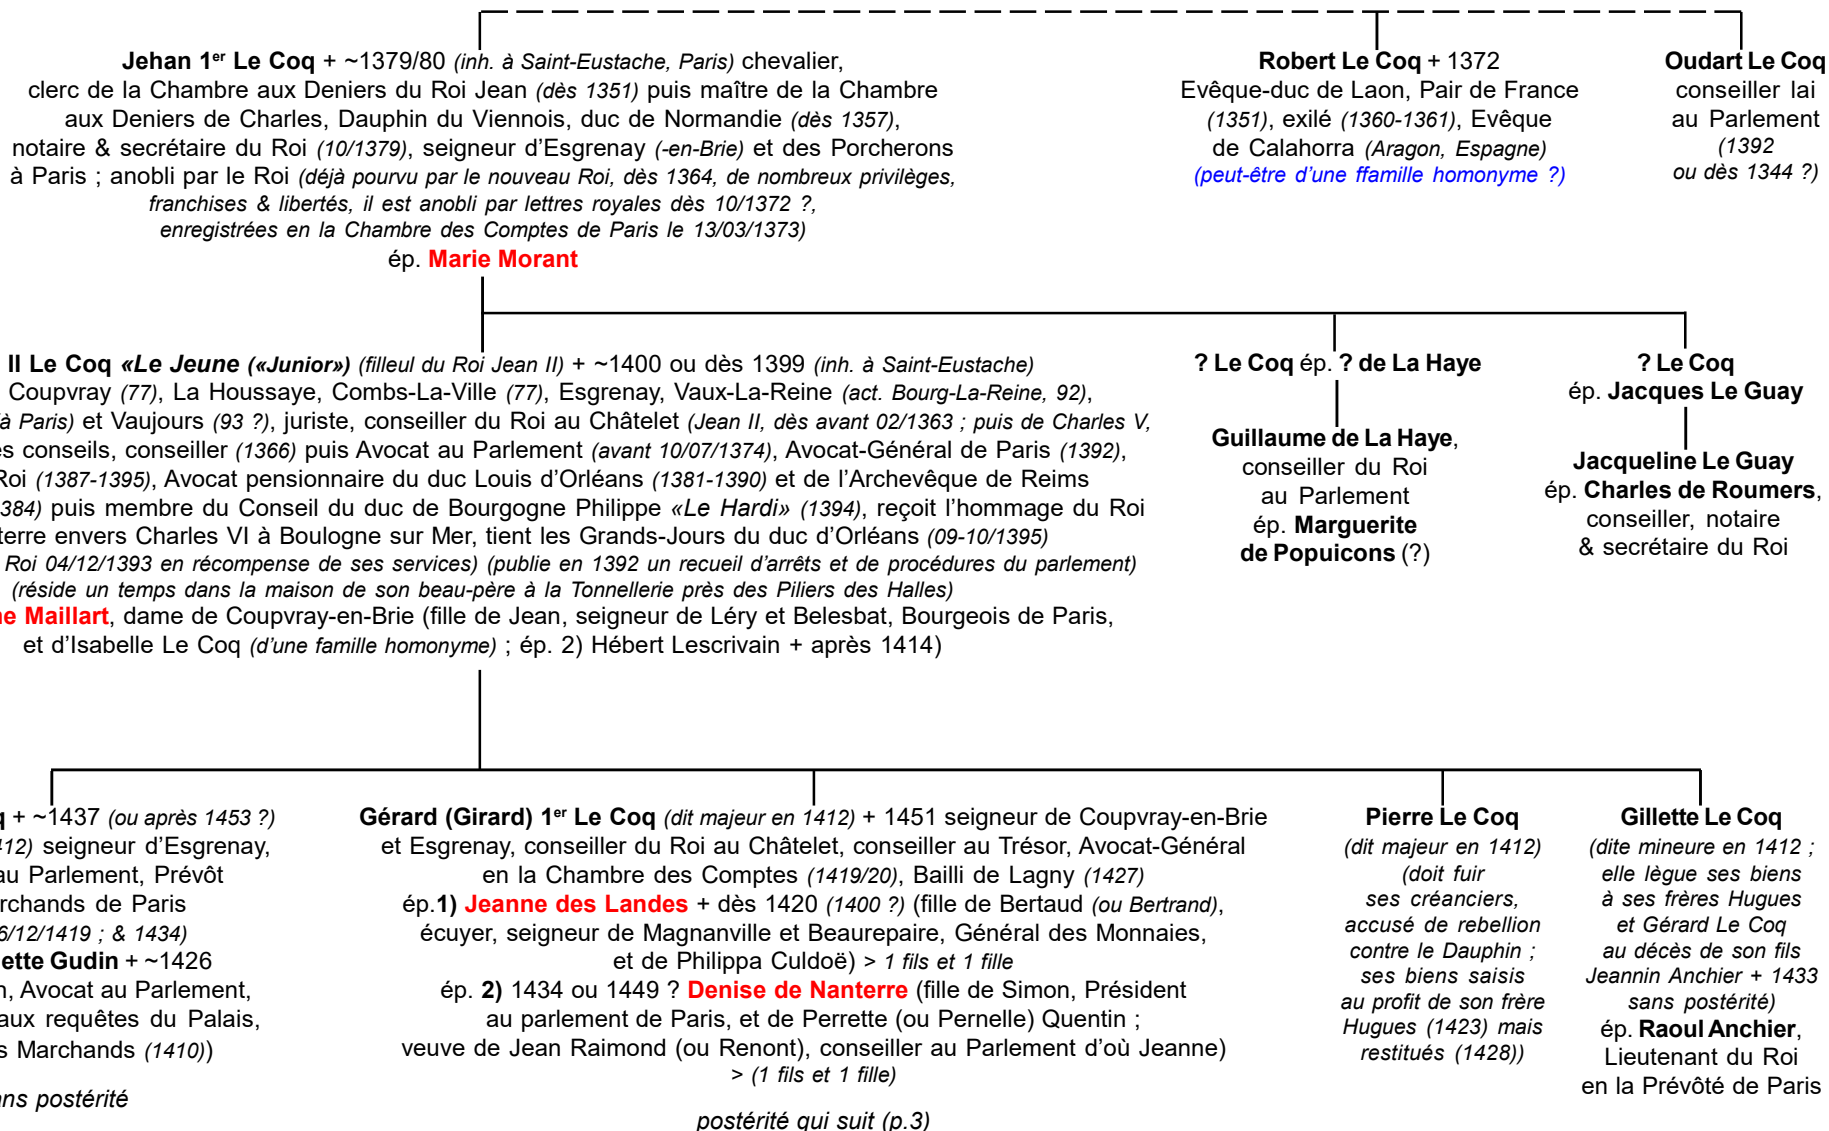 Jehan 1er Le Coq + ~1379/80 (inh. à Saint-Eustache, Paris) chevalier,
clerc de la Chambre aux Deniers du Roi Jean (dès 1351) puis maître de la Chambre
aux Deniers de Charles, Dauphin du Viennois, duc de Normandie (dès 1357),
notaire & secrétaire du Roi (10/1379), seigneur d'Esgrenay (-en-Brie) et des Porcherons
à Paris ; anobli par le Roi (déjà pourvu par le nouveau Roi, dès 1364, de nombreux privilèges,
franchises & libertés, il est anobli par lettres royales dès 10/1372 ?,
enregistrées en la Chambre des Comptes de Paris le 13/03/1373)
ép. Marie Morant
Robert Le Coq + 1372
Evêque-duc de Laon, Pair de France
(1351), exilé (1360-1361), Evêque
de Calahorra (Aragon, Espagne)
(peut-être d'une ffamille homonyme ?)
Oudart Le Coq
conseiller lai
au Parlement
(1392
ou dès 1344 ?)
II Le Coq «Le Jeune («Junior») (filleul du Roi Jean II) + ~1400 ou dès 1399 (inh. à Saint-Eustache)
Coupvray (77), La Houssaye, Combs-La-Ville (77), Esgrenay, Vaux-La-Reine (act. Bourg-La-Reine, 92),
à Paris) et Vaujours (93 ?), juriste, conseiller du Roi au Châtelet (Jean II, dès avant 02/1363 ; puis de Charles V,
es conseils, conseiller (1366) puis Avocat au Parlement (avant 10/07/1374), Avocat-Général de Paris (1392),
Roi (1387-1395), Avocat pensionnaire du duc Louis d'Orléans (1381-1390) et de l'Archevêque de Reims
384) puis membre du Conseil du duc de Bourgogne Philippe «Le Hardi» (1394), reçoit l'hommage du Roi
terre envers Charles VI à Boulogne sur Mer, tient les Grands-Jours du duc d'Orléans (09-10/1395)
Roi 04/12/1393 en récompense de ses services) (publie en 1392 un recueil d'arrêts et de procédures du parlement)
(réside un temps dans la maison de son beau-père à la Tonnellerie près des Piliers des Halles)
ne Maillart, dame de Coupvray-en-Brie (fille de Jean, seigneur de Léry et Belesbat, Bourgeois de Paris,
et d'Isabelle Le Coq (d'une famille homonyme) ; ép. 2) Hébert Lescrivain + après 1414)
? Le Coq ép. ? de La Haye
Guillaume de La Haye,
conseiller du Roi
au Parlement
ép. Marguerite
de Popuicons (?)
? Le Coq
ép. Jacques Le Guay
Jacqueline Le Guay
ép. Charles de Roumers,
conseiller, notaire
& secrétaire du Roi
q + ~1437 (ou après 1453 ?)
412) seigneur d'Esgrenay,
au Parlement, Prévôt
rchands de Paris
6/12/1419 ; & 1434)
ette Gudin + ~1426
n, Avocat au Parlement,
aux requêtes du Palais,
s Marchands (1410))
ns postérité
Gérard (Girard) 1er Le Coq (dit majeur en 1412) + 1451 seigneur de Coupvray-en-Brie
et Esgrenay, conseiller du Roi au Châtelet, conseiller au Trésor, Avocat-Général
en la Chambre des Comptes (1419/20), Bailli de Lagny (1427)
ép.1) Jeanne des Landes + dès 1420 (1400 ?) (fille de Bertaud (ou Bertrand),
écuyer, seigneur de Magnanville et Beaurepaire, Général des Monnaies,
et de Philippa Culdoë) > 1 fils et 1 fille
ép. 2) 1434 ou 1449 ? Denise de Nanterre (fille de Simon, Président
au parlement de Paris, et de Perrette (ou Pernelle) Quentin ;
veuve de Jean Raimond (ou Renont), conseiller au Parlement d'où Jeanne)
> (1 fils et 1 fille)
postérité qui suit (p.3)
Pierre Le Coq
(dit majeur en 1412)
(doit fuir
ses créanciers,
accusé de rebellion
contre le Dauphin ;
ses biens saisis
au profit de son frère
Hugues (1423) mais
restitués (1428))
Gillette Le Coq
(dite mineure en 1412 ;
elle lègue ses biens
à ses frères Hugues
et Gérard Le Coq
au décès de son fils
Jeannin Anchier + 1433
sans postérité)
ép. Raoul Anchier,
Lieutenant du Roi
en la Prévôté de Paris